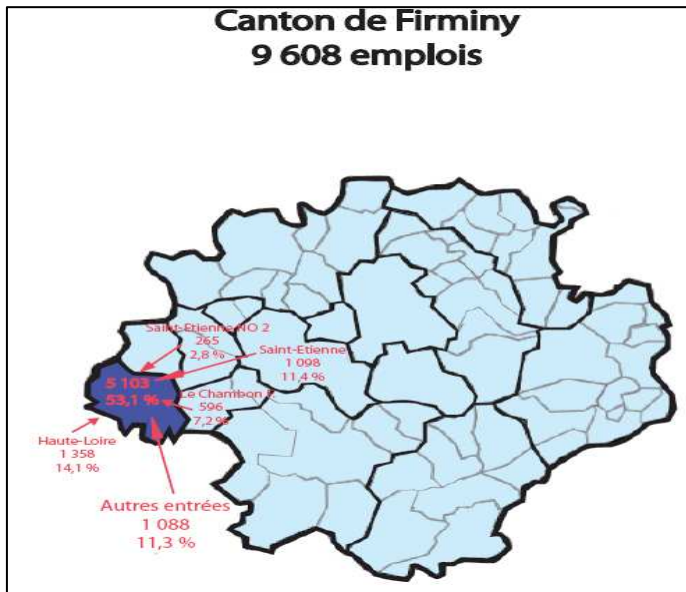 Canton de Firminy
9 608 emplois
Saint-Etienne NO 2
265
2,8 %
Saint-Etienne
1 098
11,4 %
5 103
53,1 %
Le Chambon F.
596
7,2 %
Haute-Loire
1 358
14,1 %
Autres entrées
1 088
11,3 %